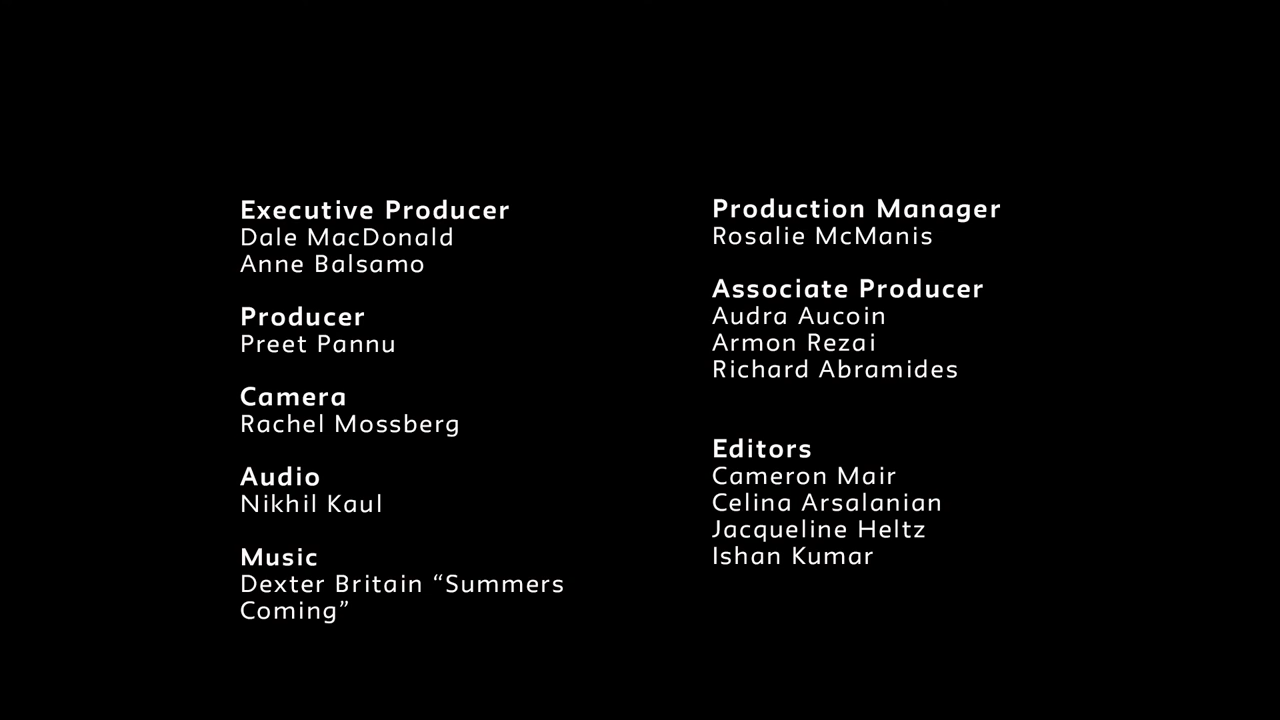 Executive Producer
Dale MacDonald
Anne Balsamo
Producer
Preet Pannu
Camera
Rachel Mossberg
Audio
Nikhil Kaul
Music
Dexter Britain “Summers
Coming”
Production Manager
Rosalie McManis
Associate Producer
Audra Aucoin
Armon Rezai
Richard Abramides
Editors
Cameron Mair
Celina Arsalanian
Jacqueline Heltz
Ishan Kumar